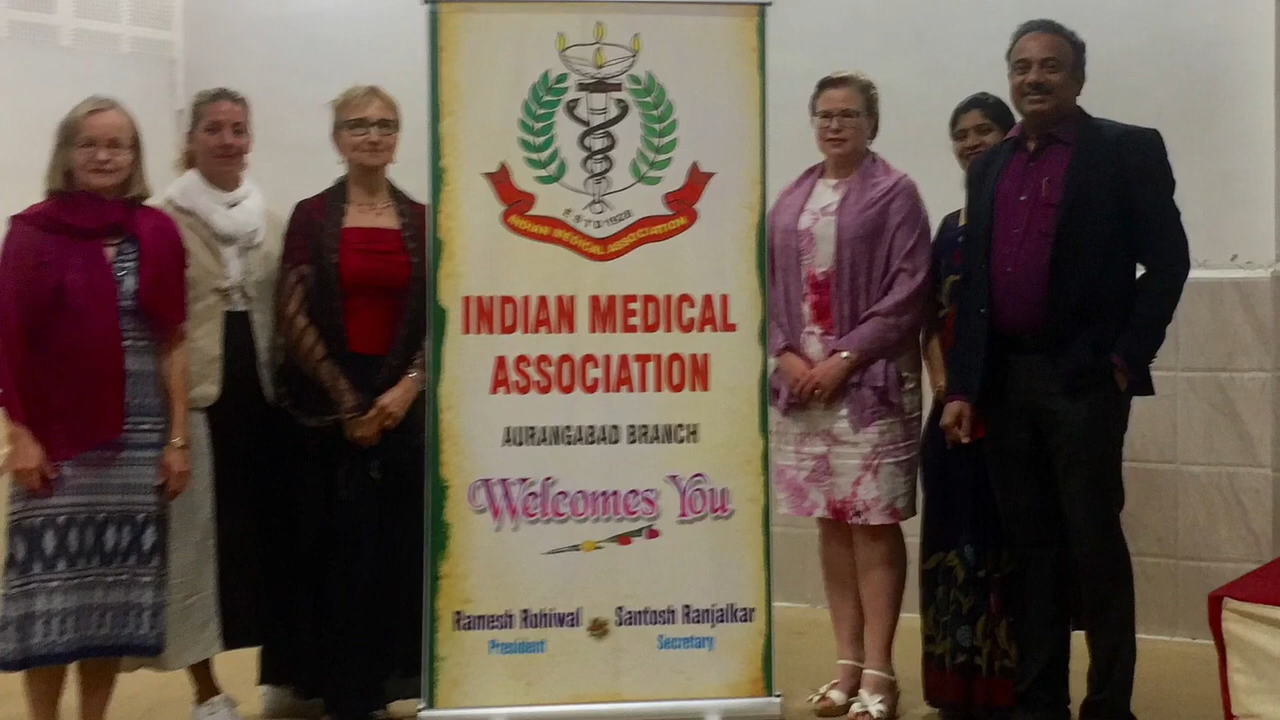 ESTD 1928
INDIAN MEDICAL ASSOCIATION
INDIAN MEDICAL
ASSOCIATION
AURANGABAD BRANCH
Welcomes You
Ramesh Rohiwal Santosh Ranjalkar
President Secretary